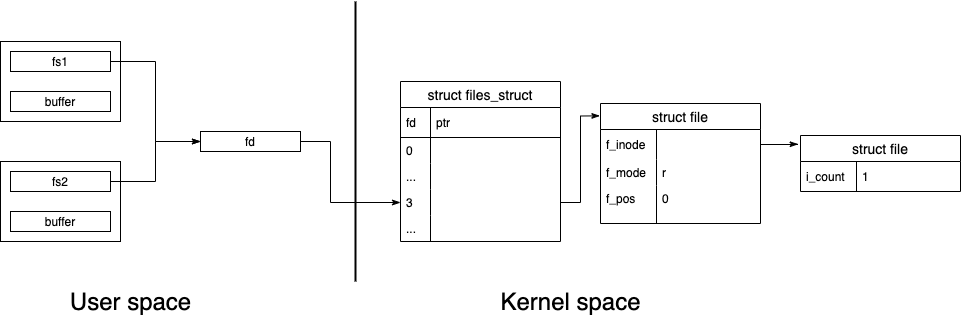 fs1
buffer
fd
fs2
buffer
User space
struct files_struct
fd ptr
0
...
3
...
struct file
f_inode
f_mode r
f_pos 0
struct file
i_count 1
Kernel space